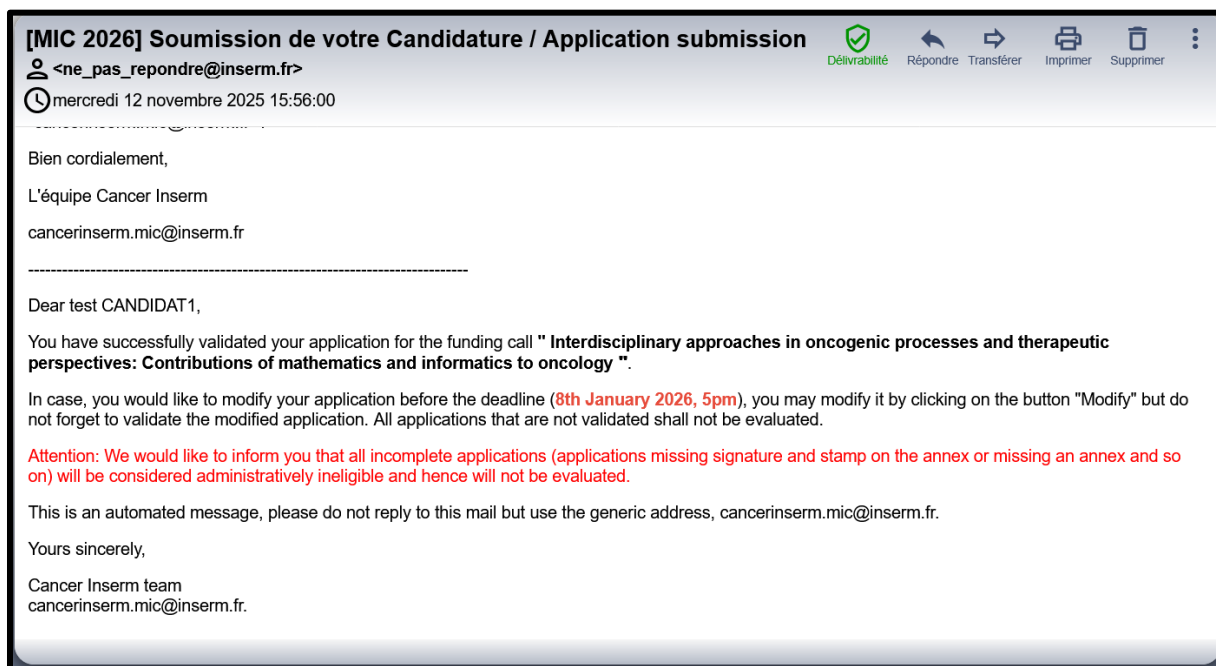 [MIC 2026] Soumission de votre Candidature / Application submission
Délivrabilité Répondre Transférer Imprimer Supprimer
<ne_pas_repondre@inserm.fr>
mercredi 12 novembre 2025 15:56:00
Bien cordialement,
L'équipe Cancer Inserm
cancerinserm.mic@inserm.fr
------------------------------------------------------------------------------
Dear test CANDIDAT1,
You have successfully validated your application for the funding call " Interdisciplinary approaches in oncogenic processes and therapeutic
perspectives: Contributions of mathematics and informatics to oncology ".
In case, you would like to modify your application before the deadline (8th January 2026, 5pm), you may modify it by clicking on the button "Modify" but do
not forget to validate the modified application. All applications that are not validated shall not be evaluated.
Attention: We would like to inform you that all incomplete applications (applications missing signature and stamp on the annex or missing an annex and so
on) will be considered administratively ineligible and hence will not be evaluated.
This is an automated message, please do not reply to this mail but use the generic address, cancerinserm.mic@inserm.fr.
Yours sincerely,
Cancer Inserm team
cancerinserm.mic@inserm.fr.